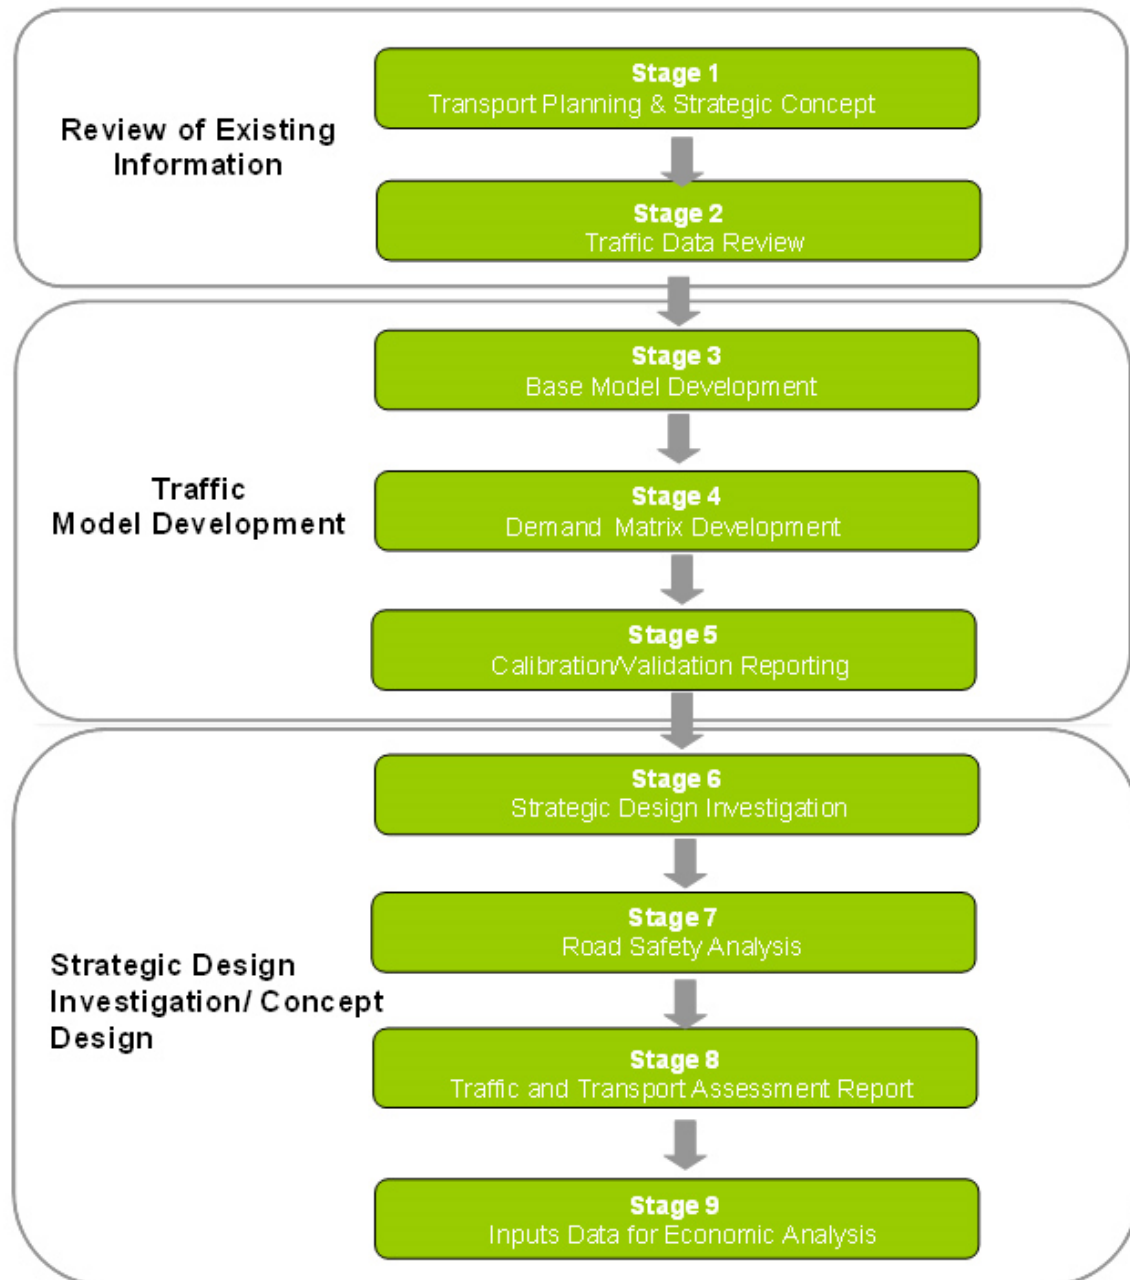 Review of Existing
Information
Stage 1
Transport Planning & Strategic Concept
Stage 2
Traffic Data Review
Traffic
Model Development
Stage 3
Base Model Development
Stage 4
Demand Matrix Development
Stage 5
Calibration/Validation Reporting
Strategic Design
Investigation/ Concept
Design
Stage 6
Strategic Design Investigation
Stage 7
Road Safety Analysis
Stage 8
Traffic and Transport Assessment Report
Stage 9
Inputs Data for Economic Analysis